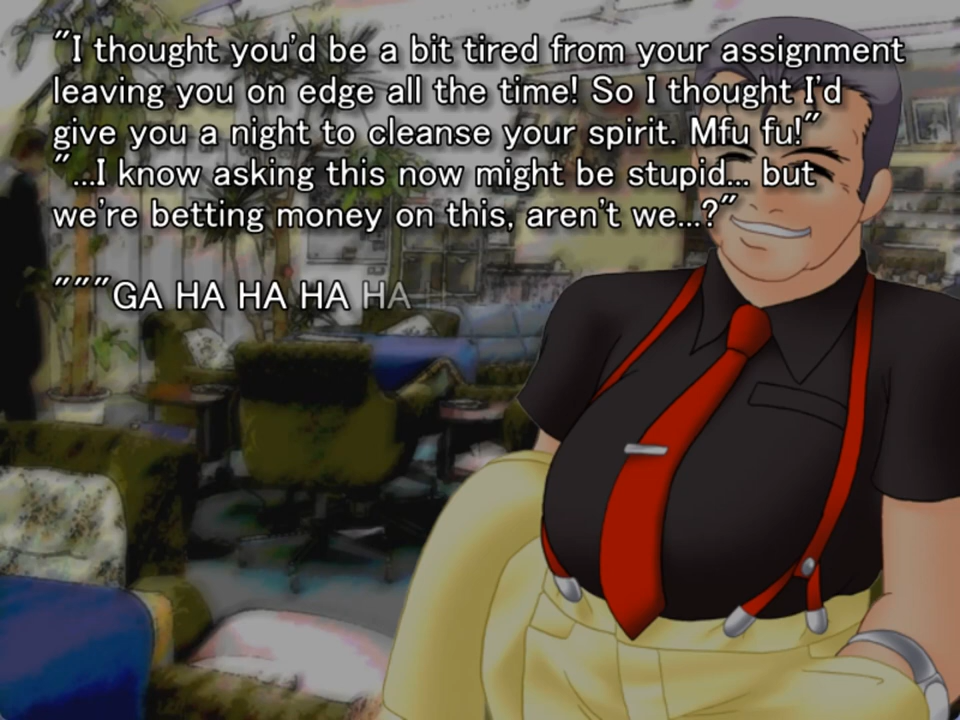 "I thought you'd be a bit tired from your assignment
leaving you on edge all the time! So I thought I'd
give you a night to cleanse your spirit. Mfu fu!"
"...I know asking this now might be stupid... but
we're betting money on this, aren't we...?"
"""GA HA HA HA HA